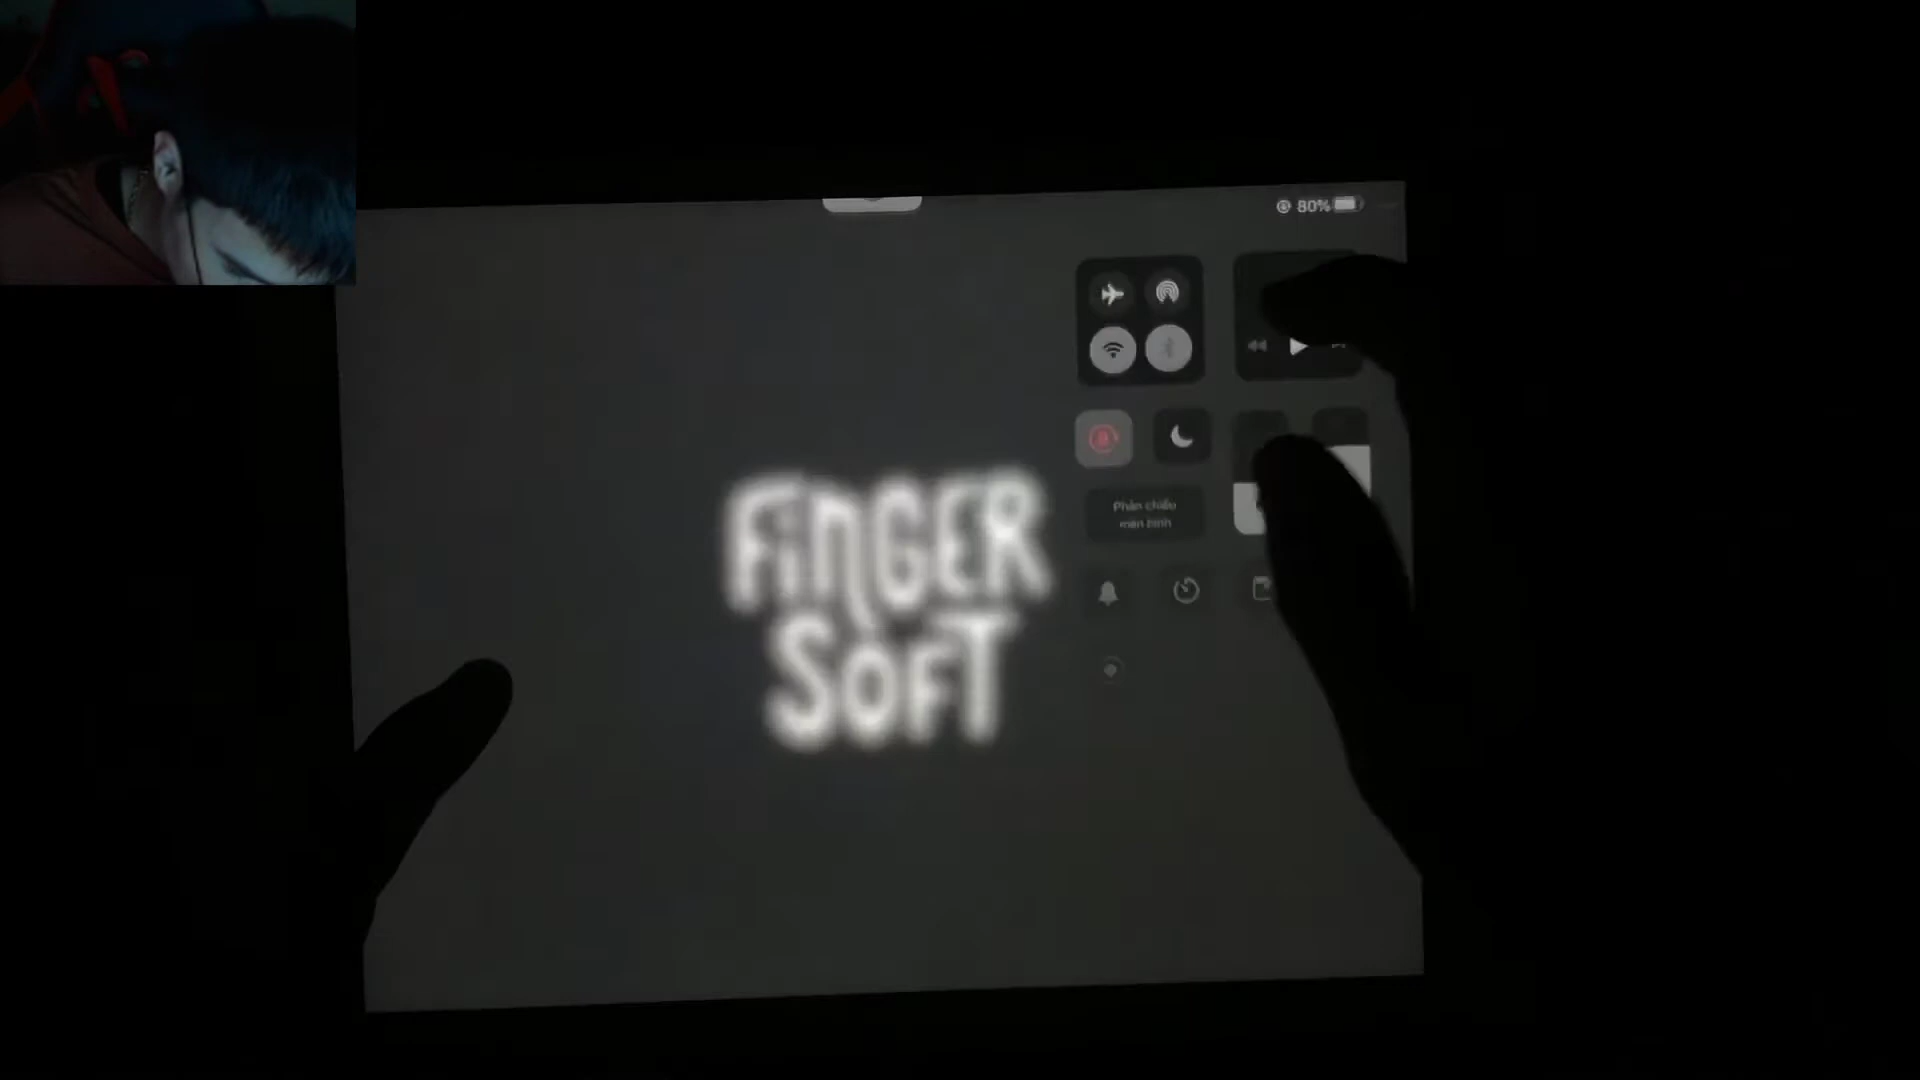 80%
FiNGER
SOFT
Phản chiếu
màn hình